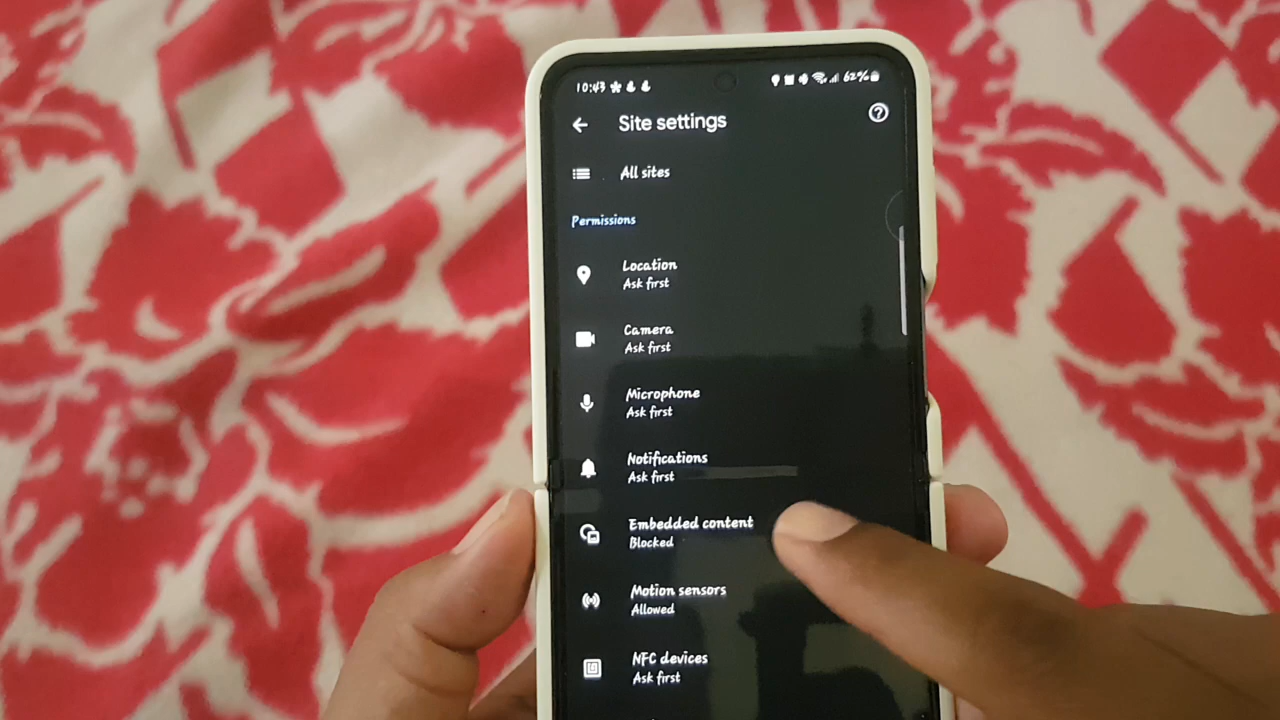 10:43 62%
Site settings
All sites
Permissions
Location
Ask first
Camera
Ask first
Microphone
Ask first
Notifications
Ask first
Embedded content
Blocked
Motion sensors
Allowed
NFC devices
Ask first